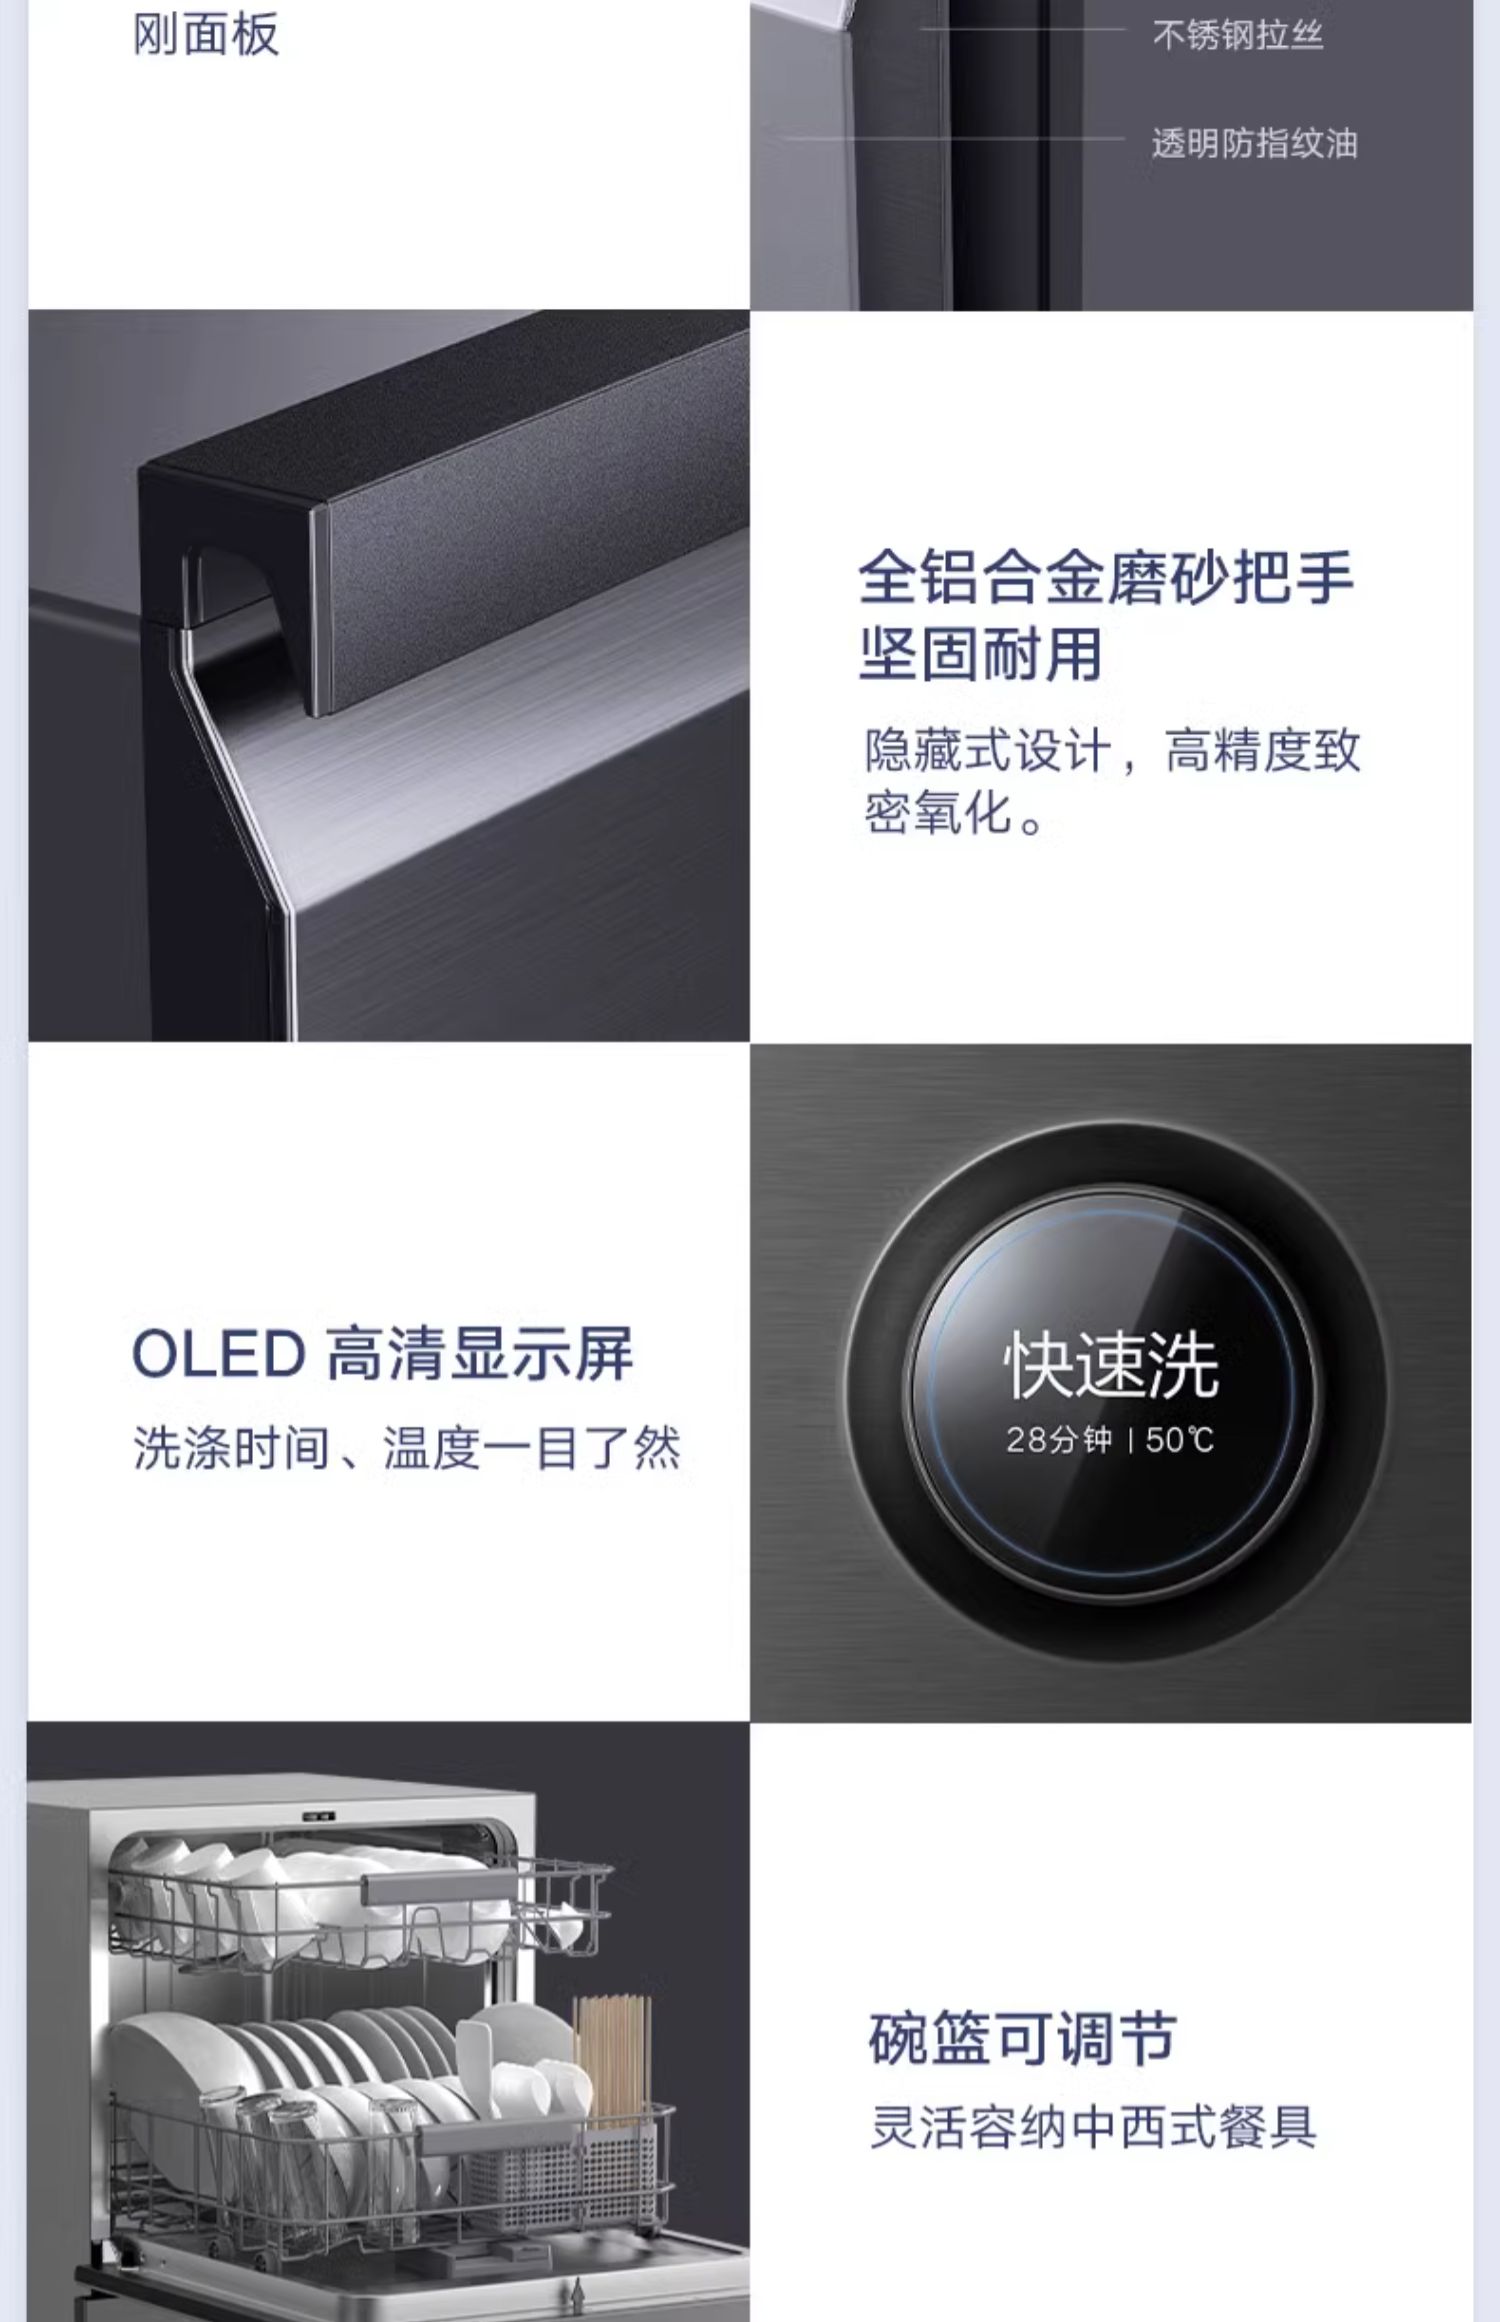 刚面板
不锈钢拉丝
透明防指纹油
全铝合金磨砂把手
坚固耐用
隐藏式设计，高精度致
密氧化。
OLED 高清显示屏
洗涤时间、温度一目了然
快速洗
28分钟 | 50℃
碗篮可调节
灵活容纳中西式餐具